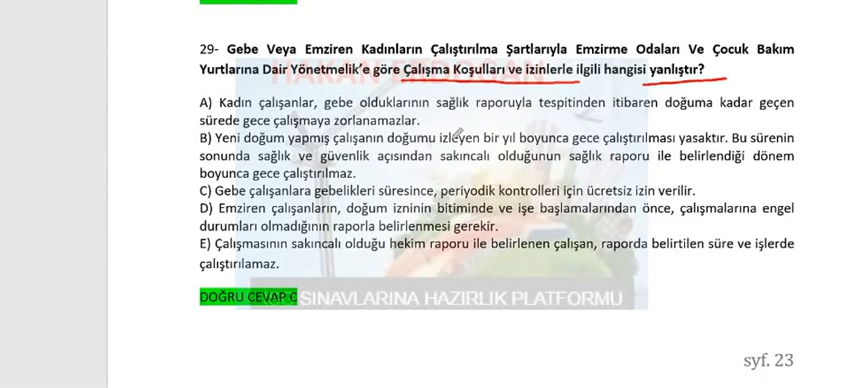 29- Gebe Veya Emziren Kadınların Çalıştırılma Şartlarıyla Emzirme Odaları Ve Çocuk Bakım
Yurtlarına Dair Yönetmelik’e göre Çalışma Koşulları ve izinlerle ilgili hangisi yanlıştır?
HAKAN ERDOĞAN
A) Kadın çalışanlar, gebe olduklarının sağlık raporuyla tespitinden itibaren doğuma kadar geçen
sürede gece çalışmaya zorlanamazlar.
B) Yeni doğum yapmış çalışanın doğumu izleyen bir yıl boyunca gece çalıştırılması yasaktır. Bu sürenin
sonunda sağlık ve güvenlik açısından sakıncalı olduğunun sağlık raporu ile belirlendiği dönem
boyunca gece çalıştırılmaz.
C) Gebe çalışanlara gebelikleri süresince, periyodik kontrolleri için ücretsiz izin verilir.
D) Emziren çalışanların, doğum izninin bitiminde ve işe başlamalarından önce, çalışmalarına engel
durumları olmadığının raporla belirlenmesi gerekir.
E) Çalışmasının sakıncalı olduğu hekim raporu ile belirlenen çalışan, raporda belirtilen süre ve işlerde
çalıştırılamaz.
DOĞRU CEVAP C
SINAVLARINA HAZIRLIK PLATFORMU
syf. 23